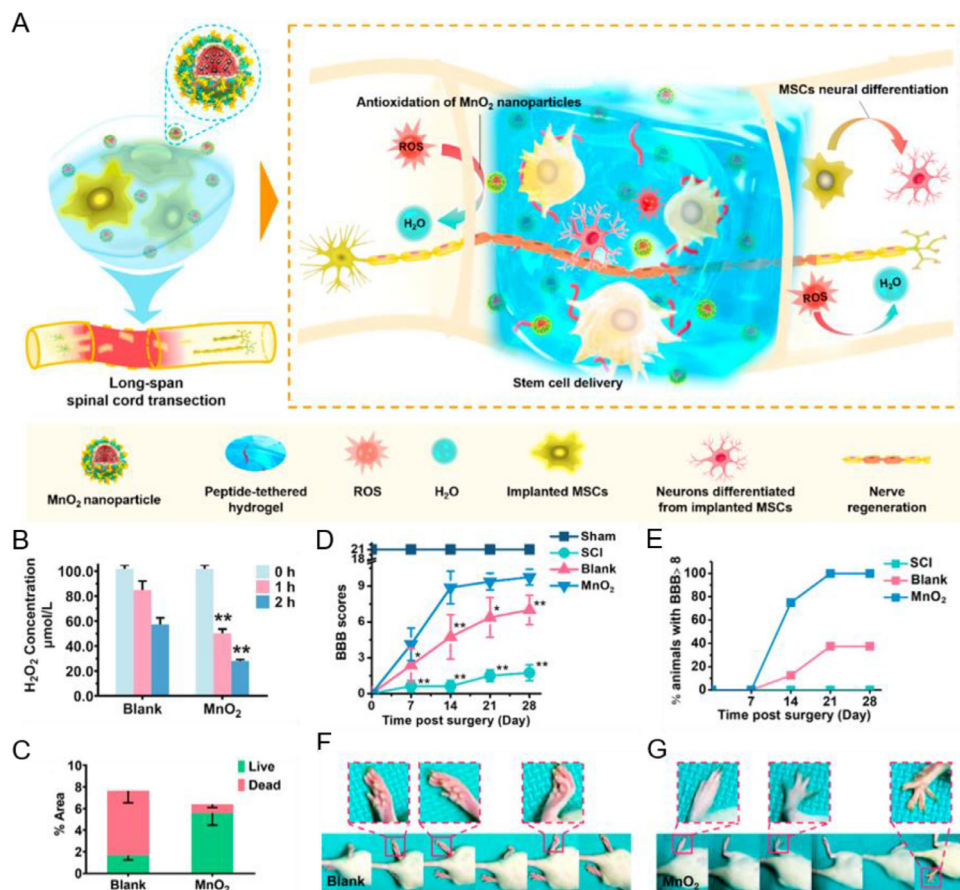 A
Antioxidation of MnO₂ nanoparticles
MSCs neural differentiation
ROS
H₂O
ROS
H₂O
Long-span
spinal cord transection
Stem cell delivery
MnO₂ nanoparticle
Peptide-tethered
hydrogel
ROS
H₂O
Implanted MSCs
Neurons differentiated
from implanted MSCs
Nerve
regeneration
B
H₂O₂ Concentration
μmol/L
100.0
80.0
60.0
40.0
20.0
0.0
0 h
1 h
2 h
**
**
Blank
MnO₂
D
BBB scores
21
18
9
6
3
0
Sham
SCI
Blank
MnO₂
*
**
*
**
**
**
**
**
0 7 14 21 28
Time post surgery (Day)
E
% animals with BBB> 8
100
80
60
40
20
0
SCI
Blank
MnO₂
7 14 21 28
Time post surgery (Day)
C
% Area
10
8
6
4
2
0
Live
Dead
Blank
MnO₂
F
Blank
G
MnO₂